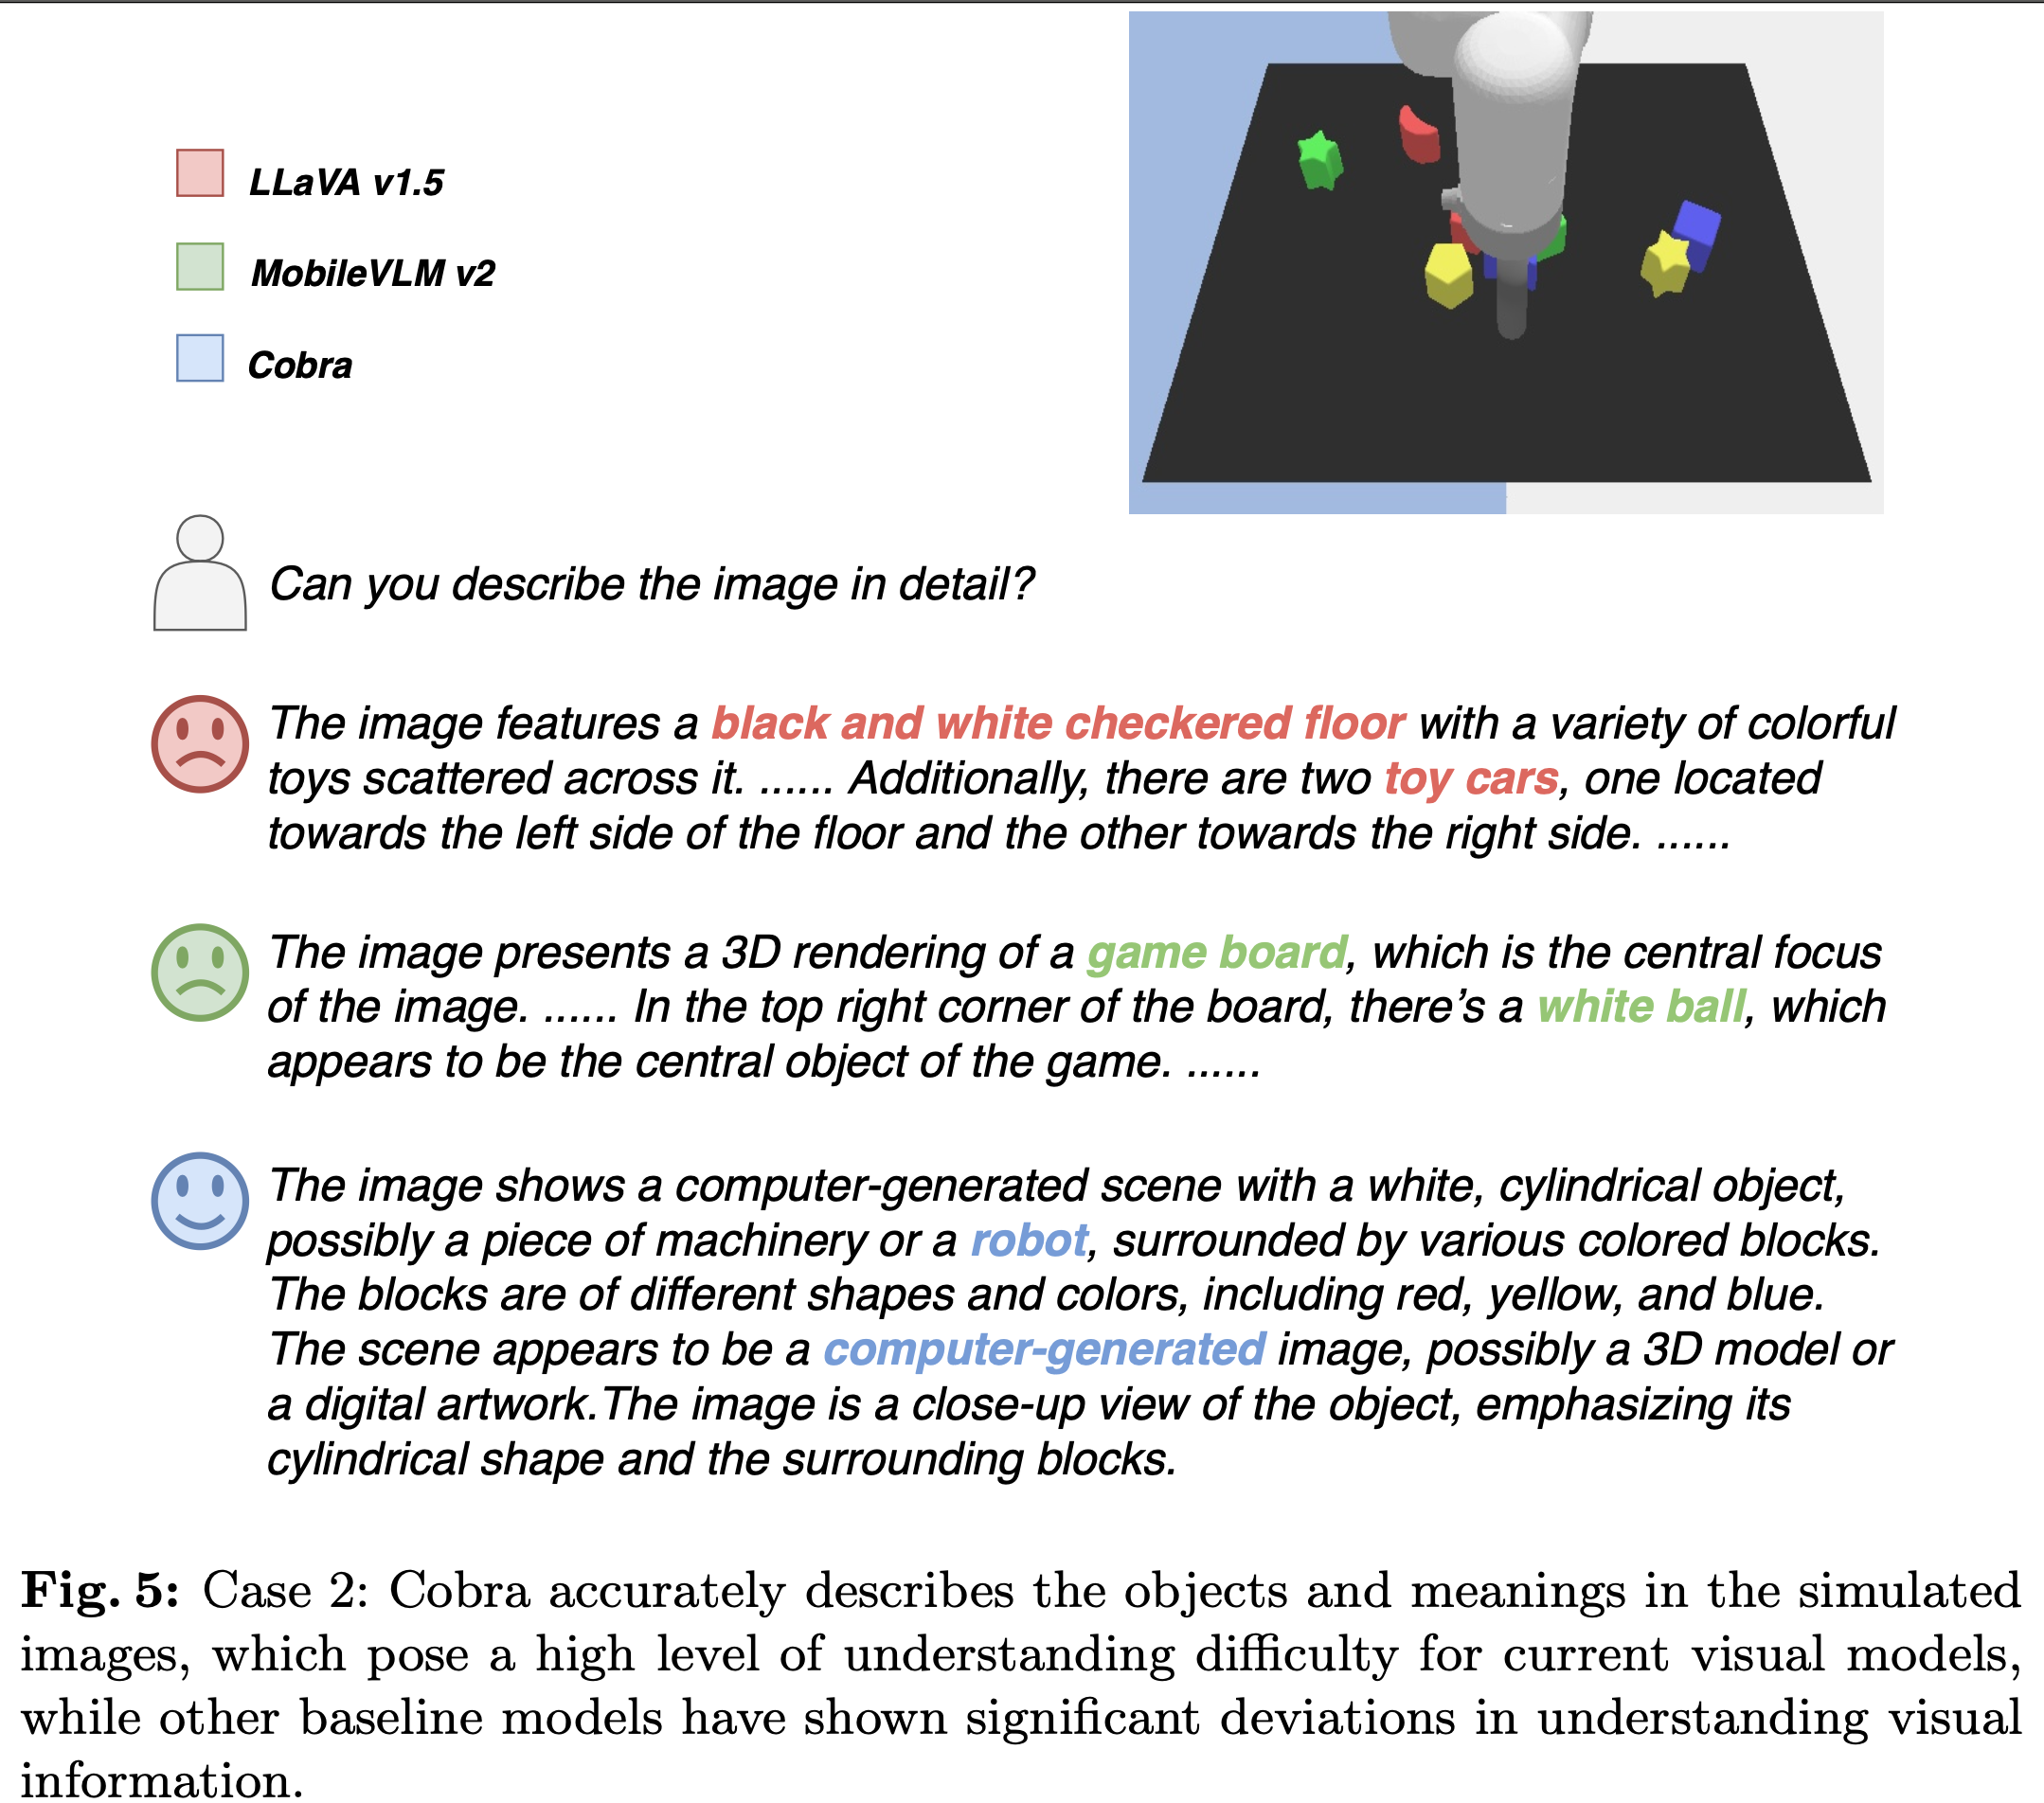 LLaVA v1.5
MobileVLM v2
Cobra
Can you describe the image in detail?
The image features a black and white checkered floor with a variety of colorful
toys scattered across it. ...... Additionally, there are two toy cars, one located
towards the left side of the floor and the other towards the right side. ......
The image presents a 3D rendering of a game board, which is the central focus
of the image. ...... In the top right corner of the board, there’s a white ball, which
appears to be the central object of the game. ......
The image shows a computer-generated scene with a white, cylindrical object,
possibly a piece of machinery or a robot, surrounded by various colored blocks.
The blocks are of different shapes and colors, including red, yellow, and blue.
The scene appears to be a computer-generated image, possibly a 3D model or
a digital artwork.The image is a close-up view of the object, emphasizing its
cylindrical shape and the surrounding blocks.
Fig. 5: Case 2: Cobra accurately describes the objects and meanings in the simulated
images, which pose a high level of understanding difficulty for current visual models,
while other baseline models have shown significant deviations in understanding visual
information.